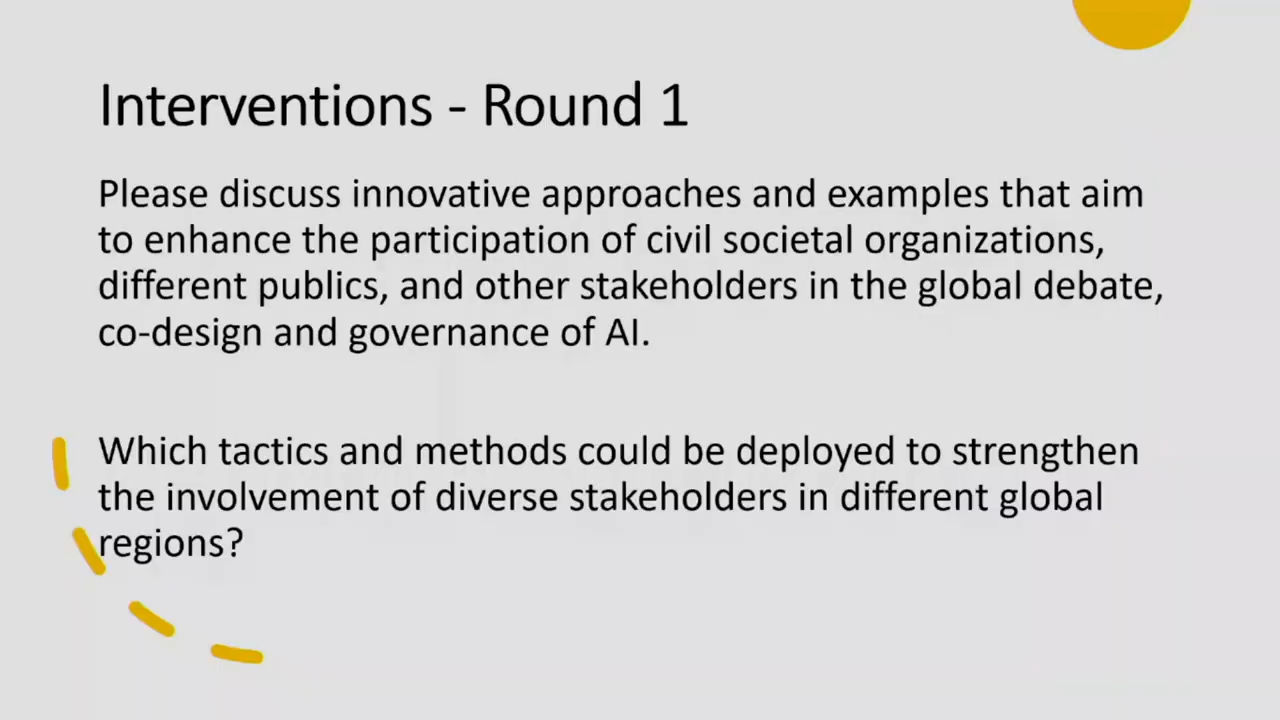 Interventions - Round 1
Please discuss innovative approaches and examples that aim
to enhance the participation of civil societal organizations,
different publics, and other stakeholders in the global debate,
co-design and governance of AI.
Which tactics and methods could be deployed to strengthen
the involvement of diverse stakeholders in different global
regions?